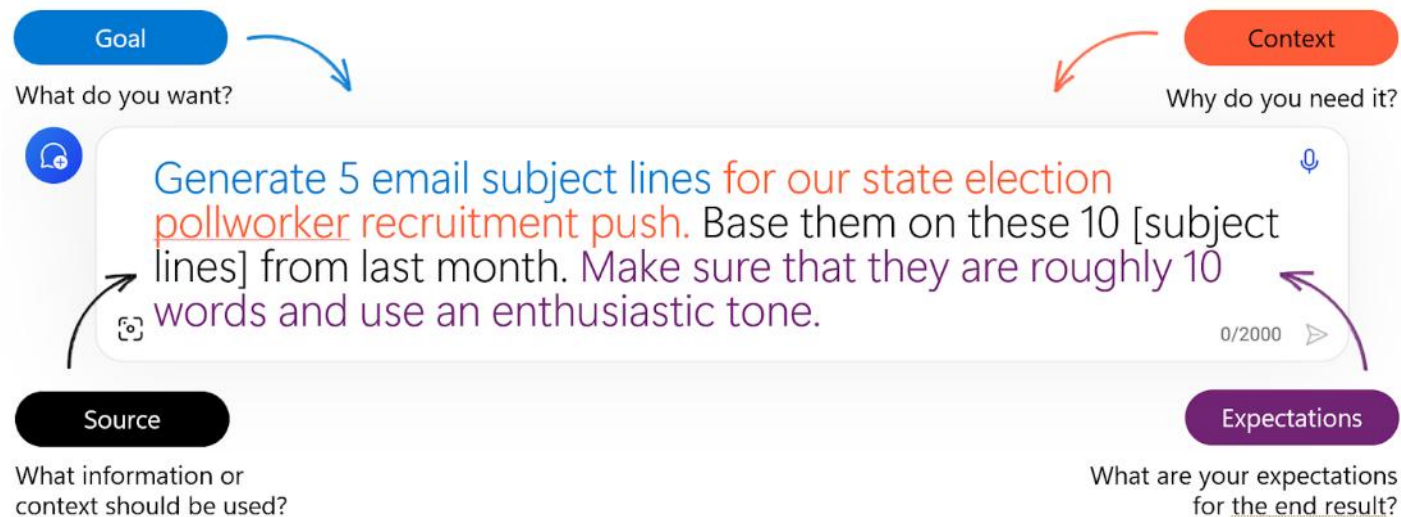 Goal
Context
What do you want?
Why do you need it?
Generate 5 email subject lines for our state election
pollworker recruitment push. Base them on these 10 [subject
lines] from last month. Make sure that they are roughly 10
words and use an enthusiastic tone.
0/2000
Source
Expectations
What information or
context should be used?
What are your expectations
for the end result?